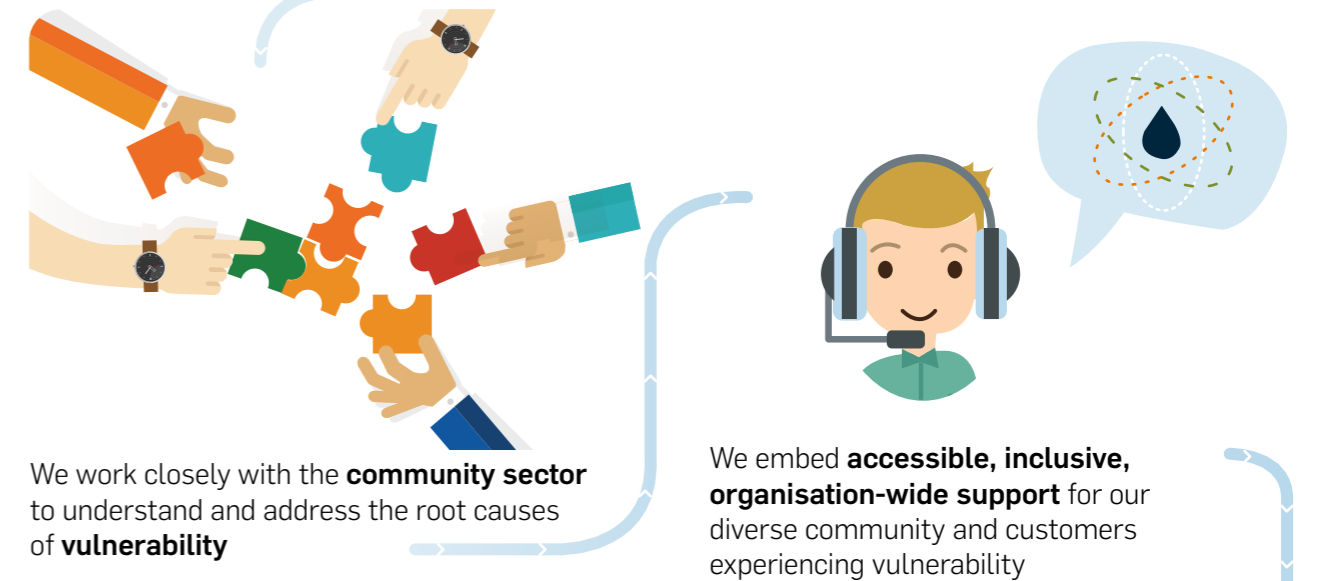 We work closely with the community sector
to understand and address the root causes
of vulnerability
We embed accessible, inclusive,
organisation-wide support for our
diverse community and customers
experiencing vulnerability